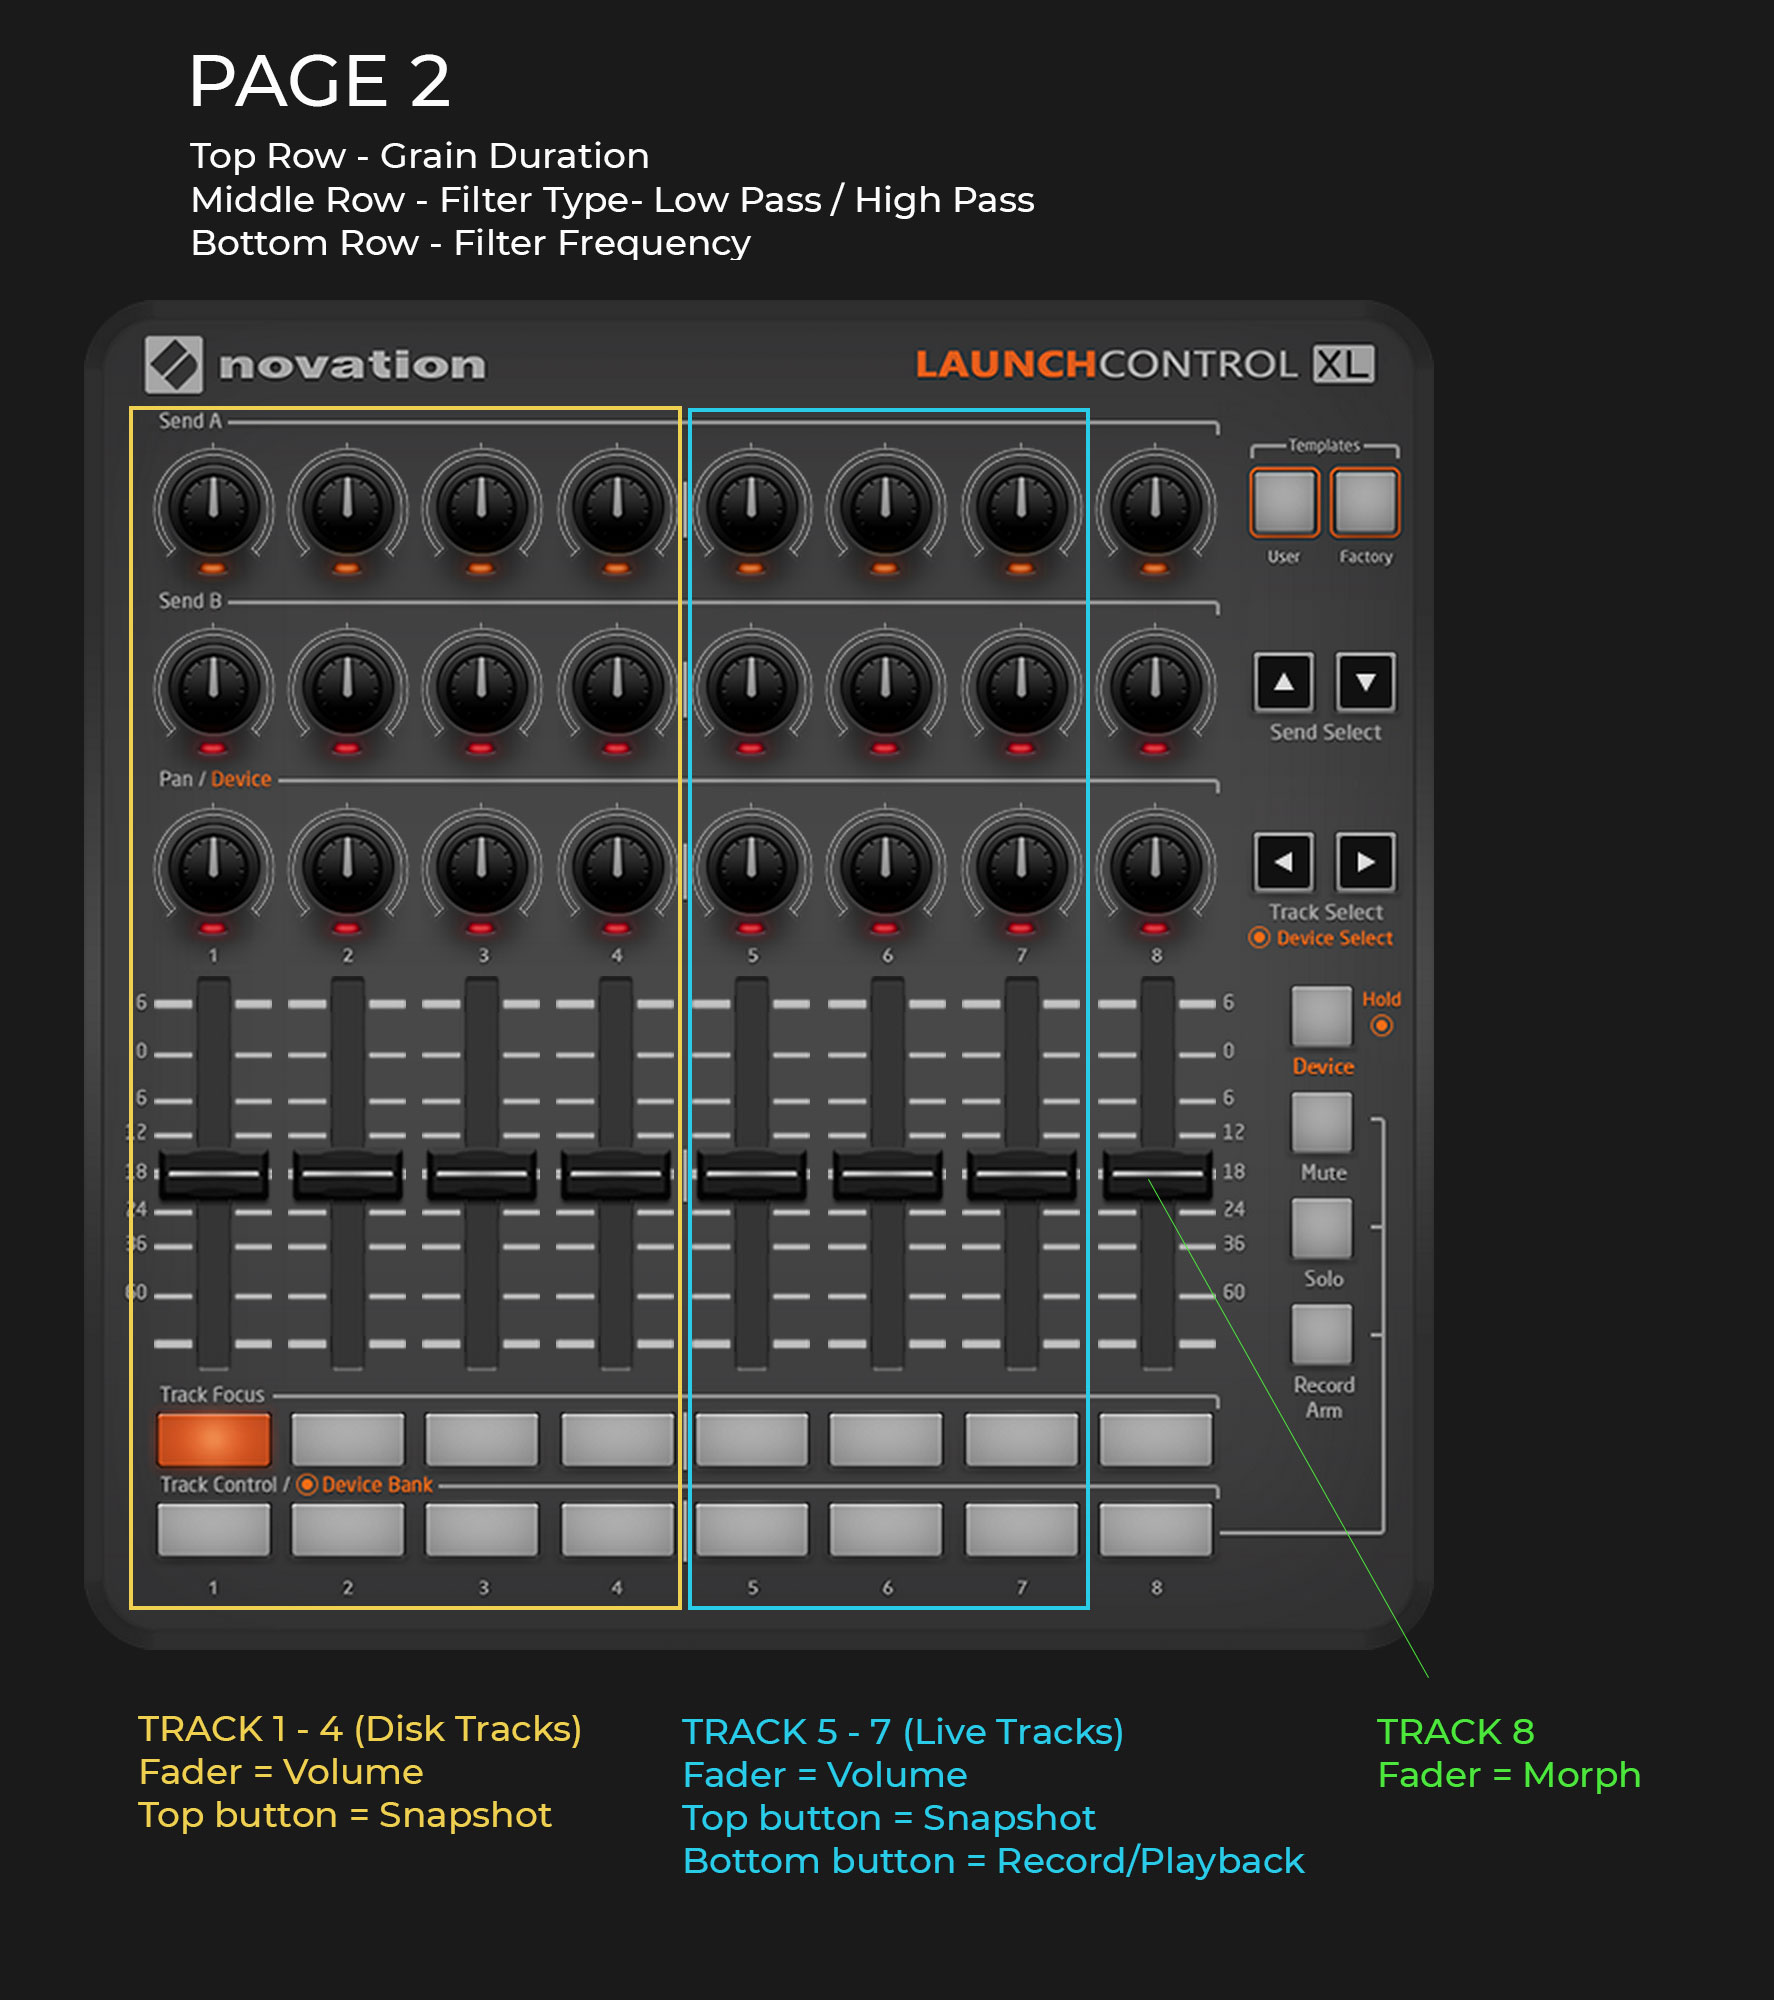 PAGE 2
Top Row - Grain Duration
Middle Row - Filter Type- Low Pass / High Pass
Bottom Row - Filter Frequency
novation
LAUNCHCONTROL XL
Send A
Templates
User Factory
Send B
Send Select
Pan / Device
Track Select
Device Select
1 2 3 4 5 6 7 8
6 6
0 0
6 6
12 12
18 18
24 24
36 36
60 60
Hold
Device
Mute
Solo
Record
Arm
Track Focus
Track Control / Device Bank
1 2 3 4 5 6 7 8
TRACK 1 - 4 (Disk Tracks)
Fader = Volume
Top button = Snapshot
TRACK 5 - 7 (Live Tracks)
Fader = Volume
Top button = Snapshot
Bottom button = Record/Playback
TRACK 8
Fader = Morph